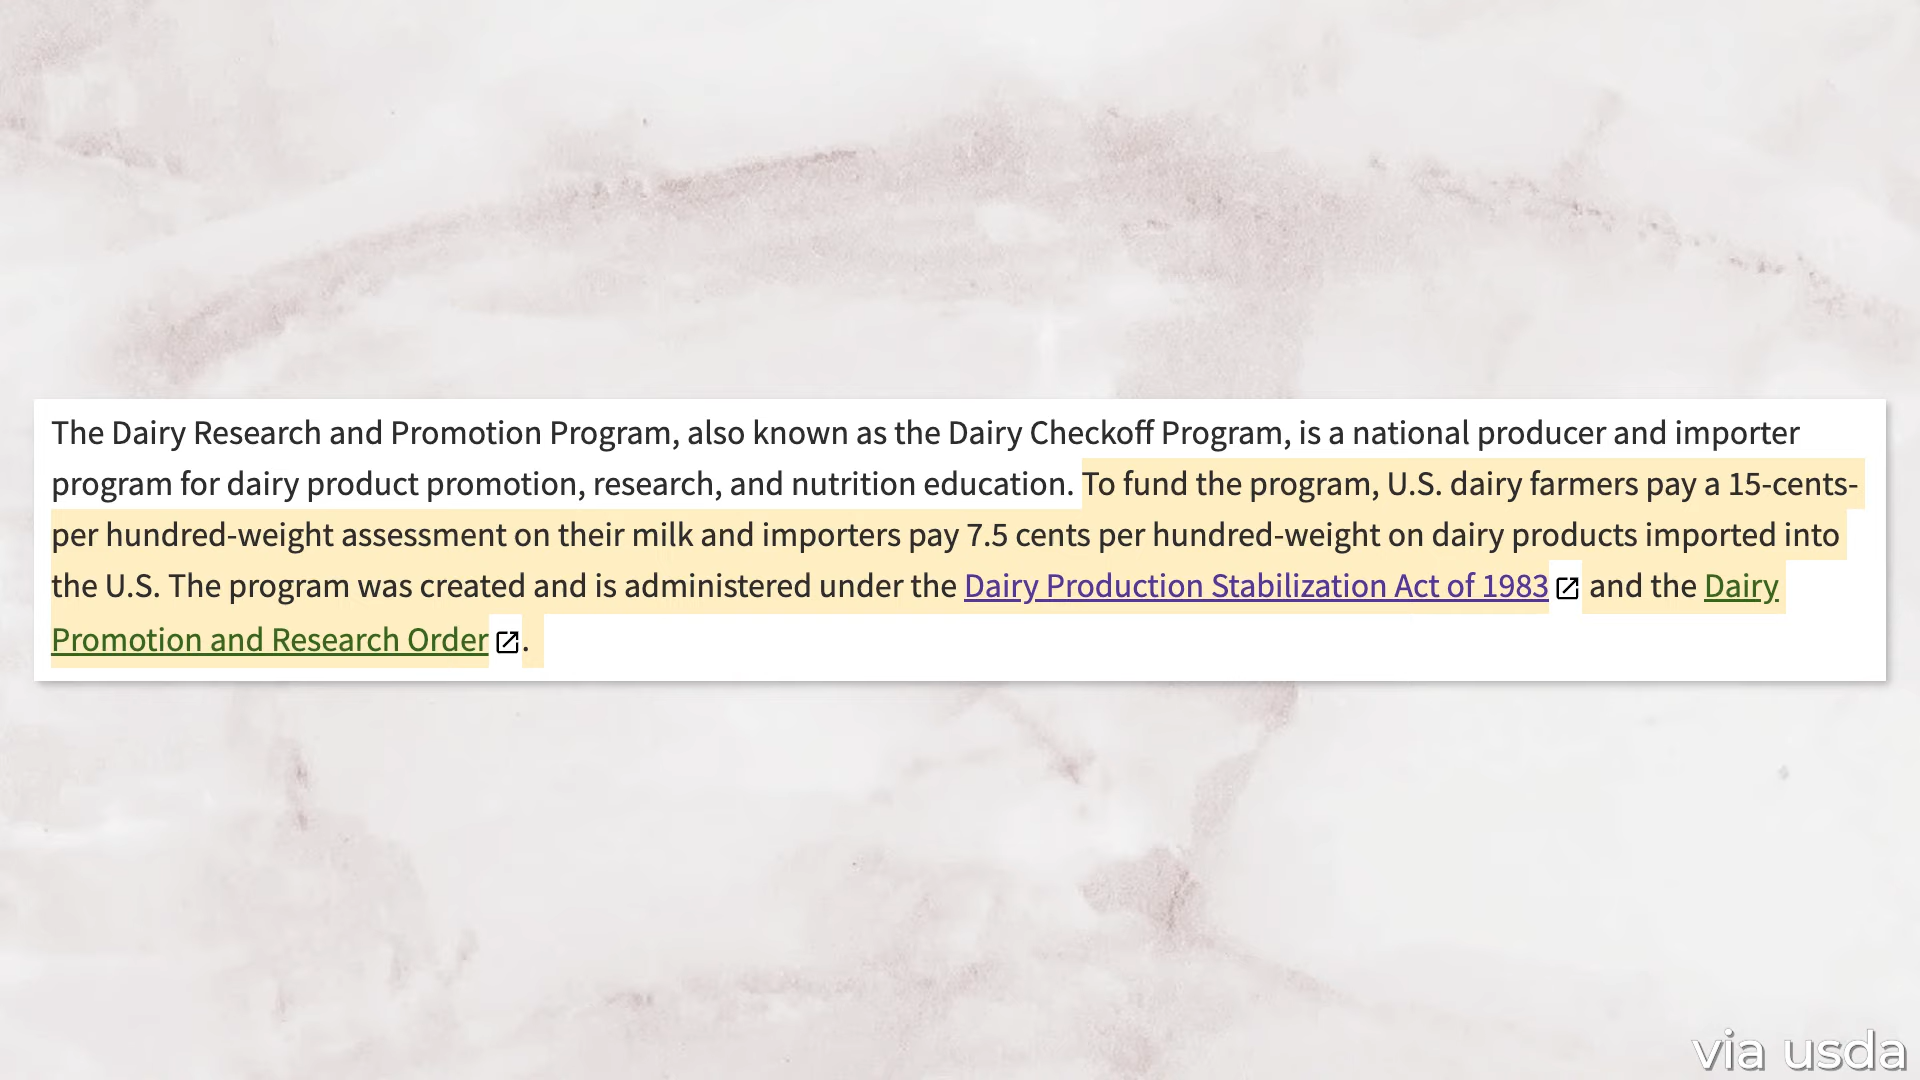 The Dairy Research and Promotion Program, also known as the Dairy Checkoff Program, is a national producer and importer
program for dairy product promotion, research, and nutrition education. To fund the program, U.S. dairy farmers pay a 15-cents-
per hundred-weight assessment on their milk and importers pay 7.5 cents per hundred-weight on dairy products imported into
the U.S. The program was created and is administered under the Dairy Production Stabilization Act of 1983 and the Dairy
Promotion and Research Order.
via usda